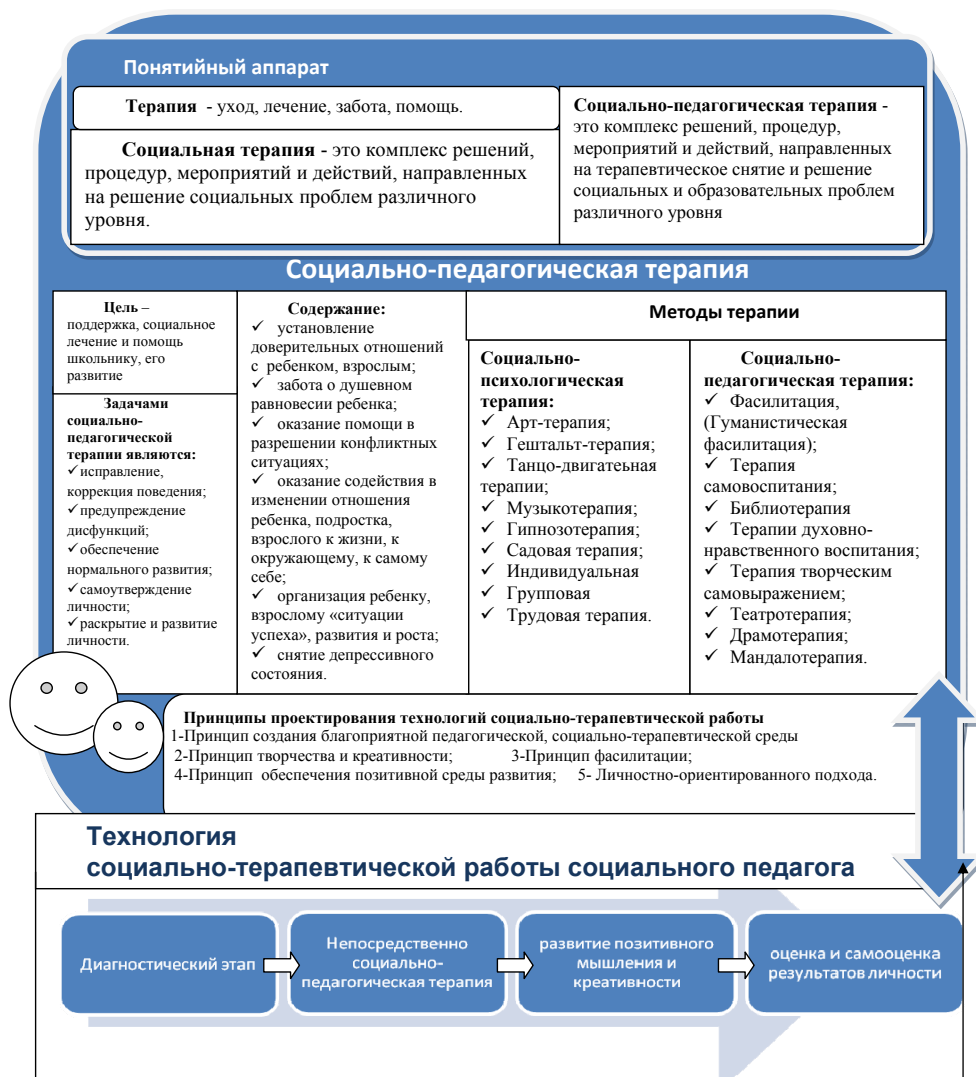 Понятийный аппарат
Терапия - уход, лечение, забота, помощь.
Социальная терапия - это комплекс решений,
процедур, мероприятий и действий, направленных
на решение социальных проблем различного
уровня.
Социально-педагогическая терапия -
это комплекс решений, процедур,
мероприятий и действий, направленных
на терапевтическое снятие и решение
социальных и образовательных проблем
различного уровня
Социально-педагогическая терапия
Цель –
поддержка, социальное
лечение и помощь
школьнику, его
развитие
Задачами
социально-
педагогической
терапии являются:
✓исправление,
коррекция поведения;
✓предупреждение
дисфункций;
✓обеспечение
нормального развития;
✓самоутверждение
личности;
✓раскрытие и развитие
личности.
Содержание:
✓ установление
доверительных отношений
с ребенком, взрослым;
✓ забота о душевном
равновесии ребенка;
✓ оказание помощи в
разрешении конфликтных
ситуациях;
✓ оказание содействия в
изменении отношения
ребенка, подростка,
взрослого к жизни, к
окружающему, к самому
себе;
✓ организация ребенку,
взрослому «ситуации
успеха», развития и роста;
✓ снятие депрессивного
состояния.
Методы терапии
Социально-
психологическая
терапия:
✓ Арт-терапия;
✓ Гештальт-терапия;
✓ Танцо-двигатеьная
терапии;
✓ Музыкотерапия;
✓ Гипнозотерапия;
✓ Садовая терапия;
✓ Индивидуальная
✓ Групповая
✓ Трудовая терапия.
Социально-
педагогическая терапия:
✓ Фасилитация,
(Гуманистическая
фасилитация);
✓ Терапия
самовоспитания;
✓ Библиотерапия
✓ Терапии духовно-
нравственного воспитания;
✓ Терапия творческим
самовыражением;
✓ Театротерапия;
✓ Драмотерапия;
✓ Мандалотерапия.
Принципы проектирования технологий социально-терапевтической работы
1-Принцип создания благоприятной педагогической, социально-терапевтической среды
2-Принцип творчества и креативности; 3-Принцип фасилитации;
4-Принцип обеспечения позитивной среды развития; 5- Личностно-ориентированного подхода.
Технология
социально-терапевтической работы социального педагога
Диагностический этап
Непосредственно
социально-
педагогическая терапия
развитие позитивного
мышления и
креативности
оценка и самооценка
результатов личности